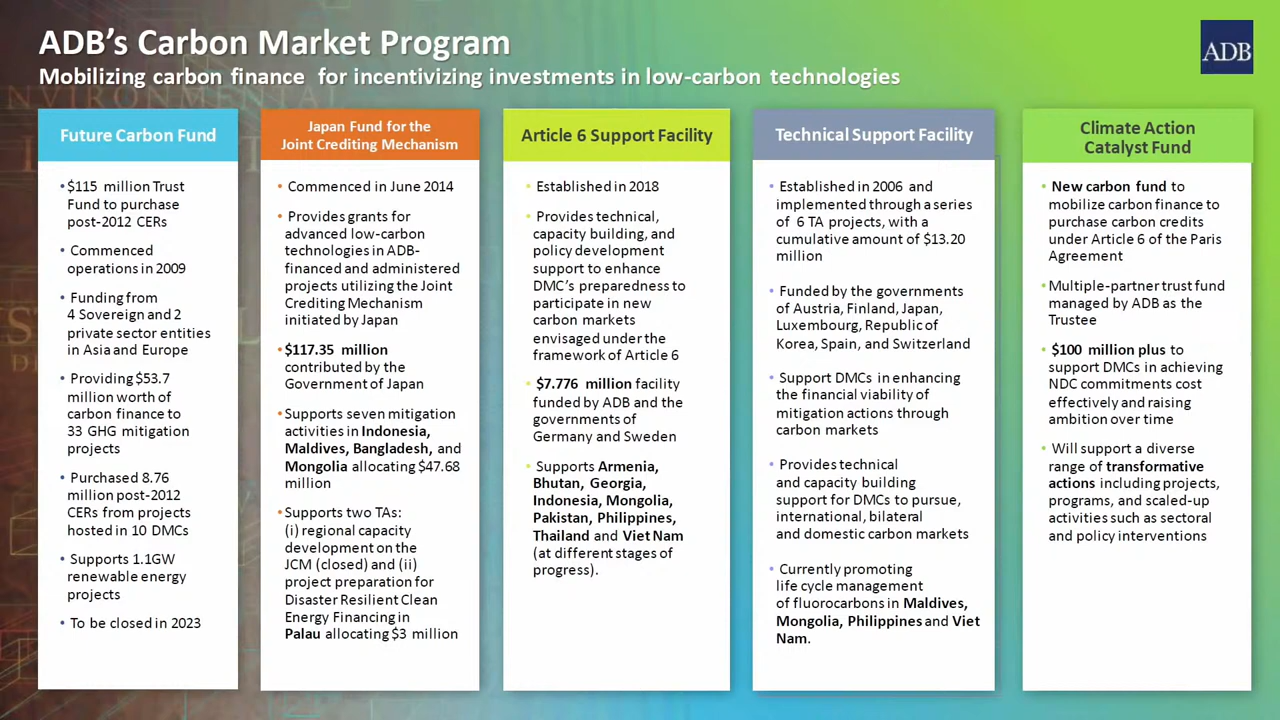 ADB's Carbon Market Program
Mobilizing carbon finance for incentivizing investments in low-carbon technologies
ADB
Future Carbon Fund
• $115 million Trust
Fund to purchase
post-2012 CERs
• Commenced
operations in 2009
• Funding from
4 Sovereign and 2
private sector entities
in Asia and Europe
• Providing $53.7
million worth of
carbon finance to
33 GHG mitigation
projects
• Purchased 8.76
million post-2012
CERs from projects
hosted in 10 DMCs
• Supports 1.1GW
renewable energy
projects
• To be closed in 2023
Japan Fund for the
Joint Crediting Mechanism
• Commenced in June 2014
• Provides grants for
advanced low-carbon
technologies in ADB-
financed and administered
projects utilizing the Joint
Crediting Mechanism
initiated by Japan
• $117.35 million
contributed by the
Government of Japan
• Supports seven mitigation
activities in Indonesia,
Maldives, Bangladesh, and
Mongolia allocating $47.68
million
• Supports two TAs:
(i) regional capacity
development on the
JCM (closed) and (ii)
project preparation for
Disaster Resilient Clean
Energy Financing in
Palau allocating $3 million
Article 6 Support Facility
• Established in 2018
• Provides technical,
capacity building, and
policy development
support to enhance
DMC's preparedness to
participate in new
carbon markets
envisaged under the
framework of Article 6
• $7.776 million facility
funded by ADB and the
governments of
Germany and Sweden
• Supports Armenia,
Bhutan, Georgia,
Indonesia, Mongolia,
Pakistan, Philippines,
Thailand and Viet Nam
(at different stages of
progress).
Technical Support Facility
• Established in 2006 and
implemented through a series
of 6 TA projects, with a
cumulative amount of $13.20
million
• Funded by the governments
of Austria, Finland, Japan,
Luxembourg, Republic of
Korea, Spain, and Switzerland
• Support DMCs in enhancing
the financial viability of
mitigation actions through
carbon markets
• Provides technical
and capacity building
support for DMCs to pursue,
international, bilateral
and domestic carbon markets
• Currently promoting
life cycle management
of fluorocarbons in Maldives,
Mongolia, Philippines and Viet
Nam.
Climate Action
Catalyst Fund
• New carbon fund to
mobilize carbon finance to
purchase carbon credits
under Article 6 of the Paris
Agreement
• Multiple-partner trust fund
managed by ADB as the
Trustee
• $100 million plus to
support DMCs in achieving
NDC commitments cost
effectively and raising
ambition over time
• Will support a diverse
range of transformative
actions including projects,
programs, and scaled-up
activities such as sectoral
and policy interventions